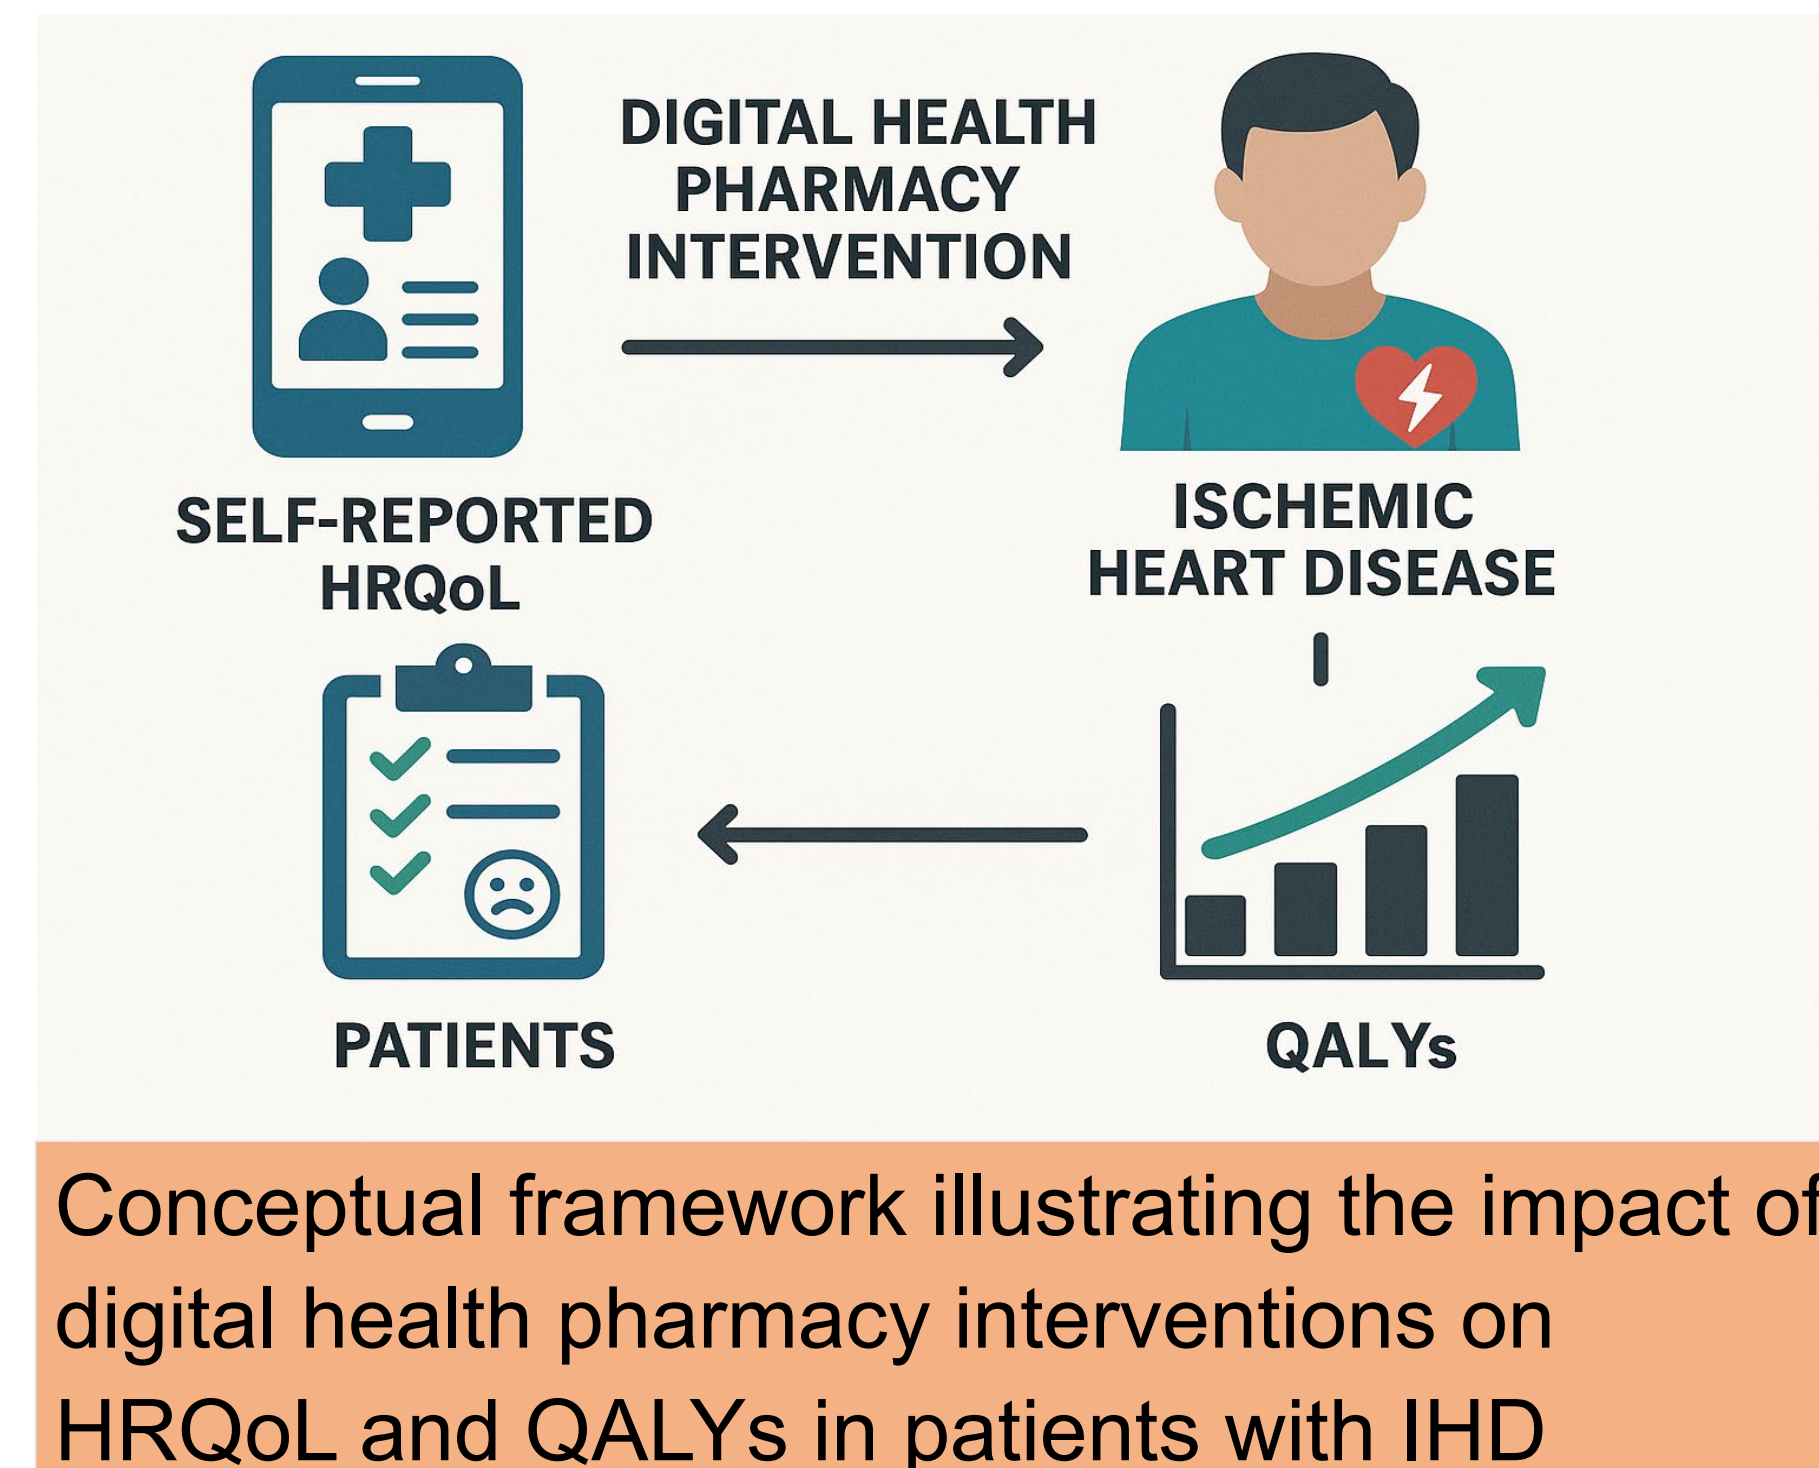 DIGITAL HEALTH
PHARMACY
INTERVENTION
SELF-REPORTED
HRQoL
ISCHEMIC
HEART DISEASE
PATIENTS
QALYs
Conceptual framework illustrating the impact of
digital health pharmacy interventions on
HRQoL and QALYs in patients with IHD